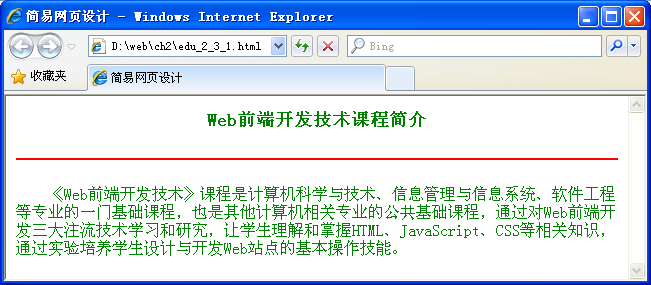 简易网页设计 - Windows Internet Explorer
D:\web\ch2\edu_2_3_1.html
Bing
收藏夹
简易网页设计
Web前端开发技术课程简介
《Web前端开发技术》课程是计算机科学与技术、信息管理与信息系统、软件工程
等专业的一门基础课程，也是其他计算机相关专业的公共基础课程，通过对Web前端开
发三大注流技术学习和研究，让学生理解和掌握HTML、JavaScript、CSS等相关知识，
通过实验培养学生设计与开发Web站点的基本操作技能。